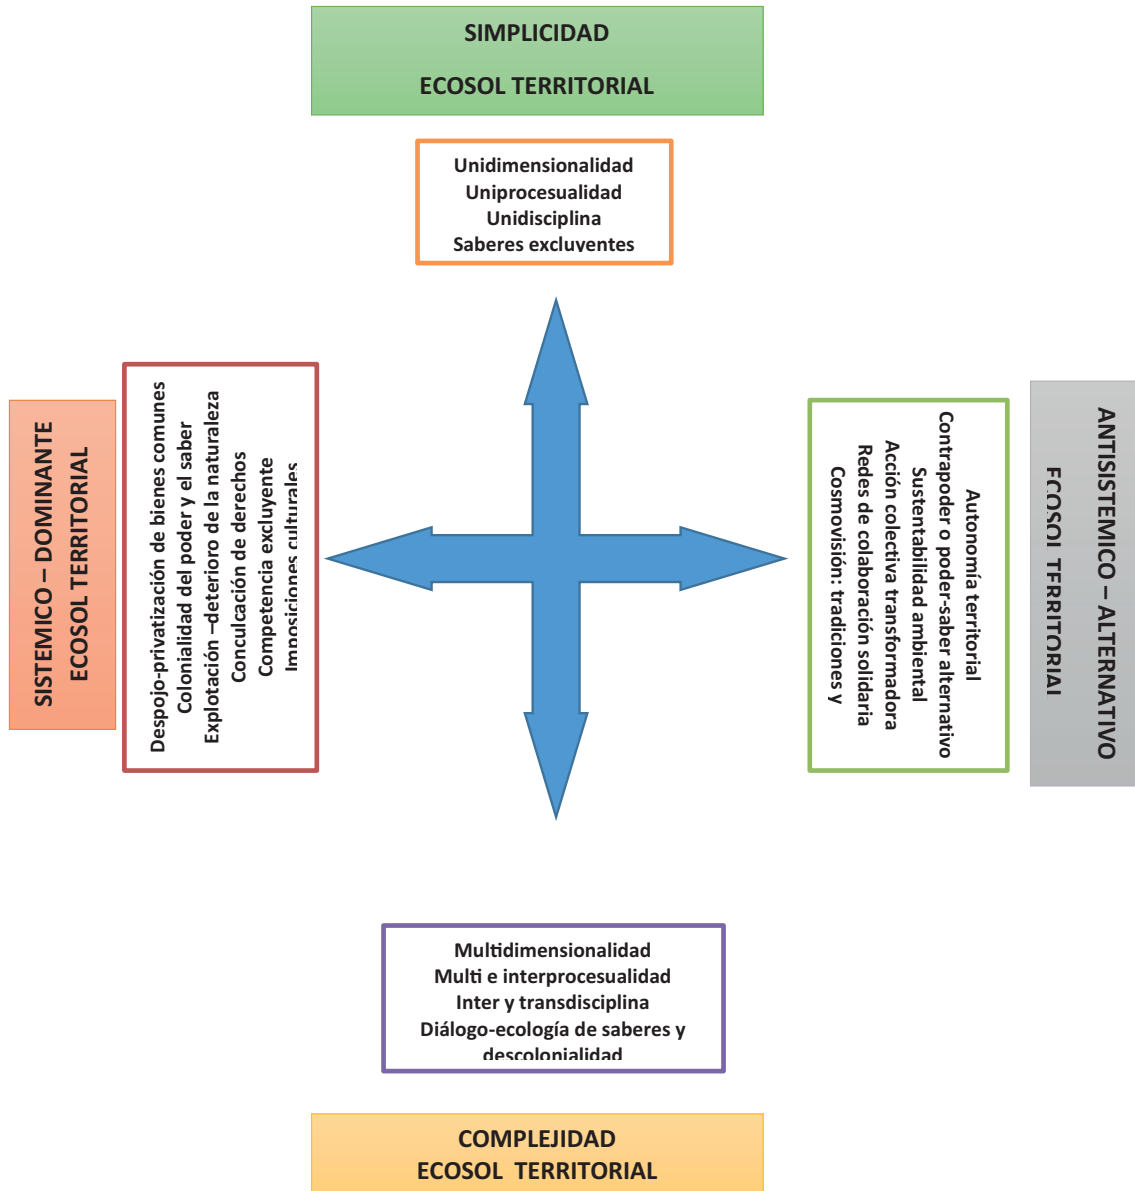 SIMPLICIDAD
ECOSOL TERRITORIAL
Unidimensionalidad
Uniprocesualidad
Unidisciplina
Saberes excluyentes
SISTEMICO – DOMINANTE
ECOSOL TERRITORIAL
Despojo-privatización de bienes comunes
Colonialidad del poder y el saber
Explotación –deterioro de la naturaleza
Conculcación de derechos
Competencia excluyente
Imposiciones culturales
ANTISISTEMICO – ALTERNATIVO
ECOSOL TERRITORIAL
Autonomía territorial
Contrapoder o poder-saber alternativo
Sustentabilidad ambiental
Acción colectiva transformadora
Redes de colaboración solidaria
Cosmovisión: tradiciones y
Multidimensionalidad
Multi e interprocesualidad
Inter y transdisciplina
Diálogo-ecología de saberes y
descolonialidad
COMPLEJIDAD
ECOSOL TERRITORIAL